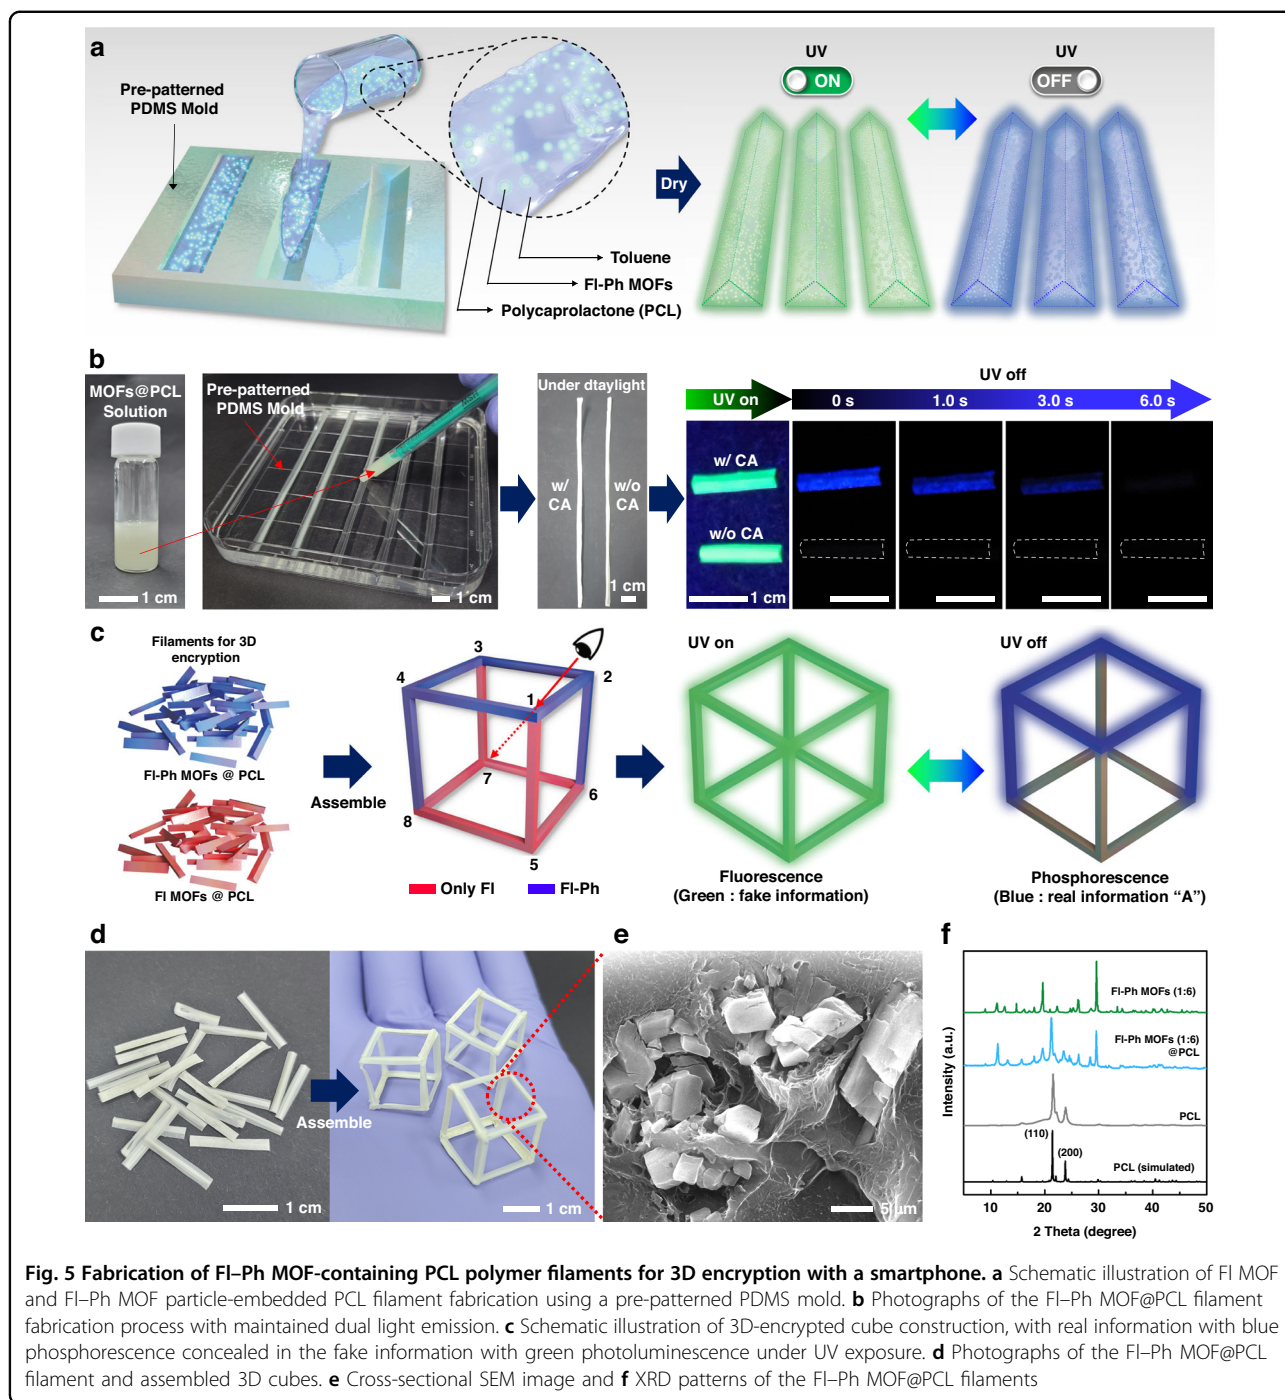 a
Pre-patterned
PDMS Mold
Toluene
Fl-Ph MOFs
Polycaprolactone (PCL)
Dry
UV
ON
UV
OFF
b
MOFs@PCL
Solution
1 cm
Pre-patterned
PDMS Mold
1 cm
Under dtaylight
w/
CA
w/o
CA
1 cm
UV on
UV off
0 s
1.0 s
3.0 s
6.0 s
w/ CA
w/o CA
1 cm
c
Filaments for 3D
encryption
Fl-Ph MOFs @ PCL
Fl MOFs @ PCL
Assemble
3
2
4
1
7
6
8
5
Only Fl
Fl-Ph
UV on
Fluorescence
(Green : fake information)
UV off
Phosphorescence
(Blue : real information “A”)
d
1 cm
Assemble
1 cm
e
5 µm
f
Intensity (a.u.)
Fl-Ph MOFs (1:6)
Fl-Ph MOFs (1:6)
@PCL
PCL
(110)
(200)
PCL (simulated)
10 20 30 40 50
2 Theta (degree)
Fig. 5 Fabrication of Fl–Ph MOF-containing PCL polymer filaments for 3D encryption with a smartphone. a Schematic illustration of Fl MOF
and Fl–Ph MOF particle-embedded PCL filament fabrication using a pre-patterned PDMS mold. b Photographs of the Fl–Ph MOF@PCL filament
fabrication process with maintained dual light emission. c Schematic illustration of 3D-encrypted cube construction, with real information with blue
phosphorescence concealed in the fake information with green photoluminescence under UV exposure. d Photographs of the Fl–Ph MOF@PCL
filament and assembled 3D cubes. e Cross-sectional SEM image and f XRD patterns of the Fl–Ph MOF@PCL filaments